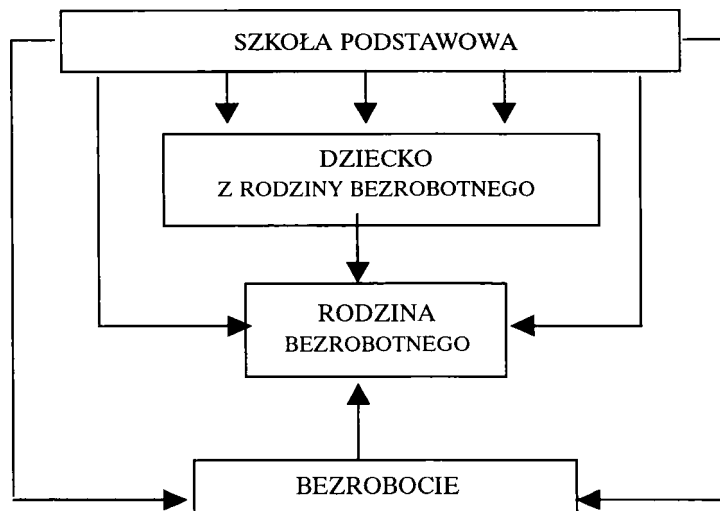 SZKOŁA PODSTAWOWA
DZIECKO
Z RODZINY BEZROBOTNEGO
RODZINA
BEZROBOTNEGO
BEZROBOCIE